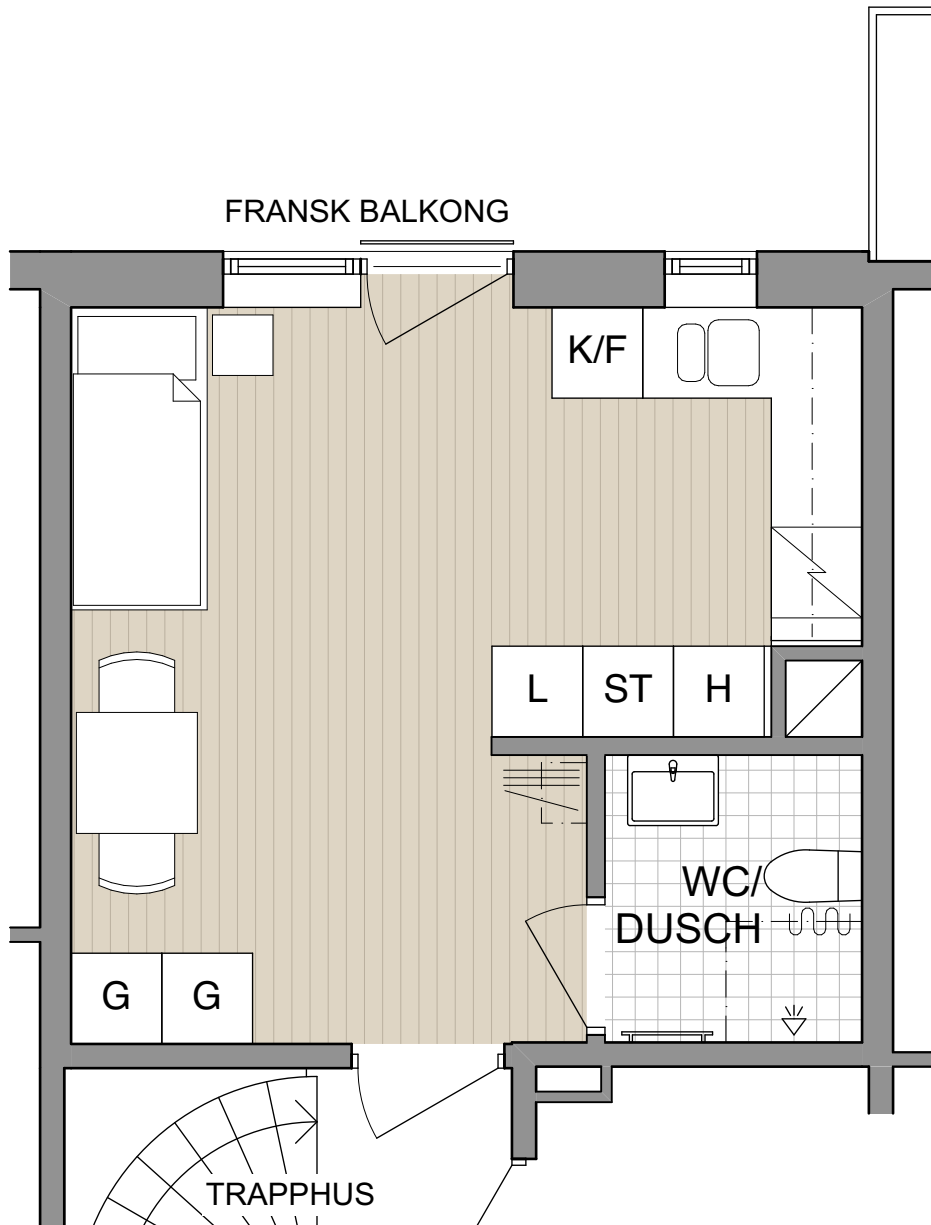 FRANSK BALKONG
K/F
L ST H
WC/
DUSCH
G G
TRAPPHUS